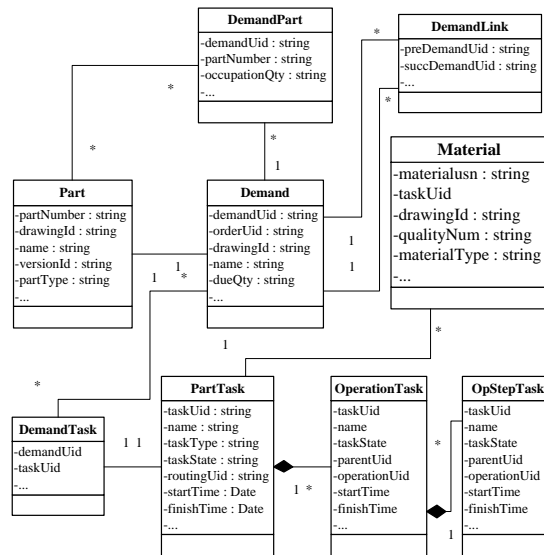 DemandPart
-demandUid : string
-partNumber : string
-occupationQty : string
-...
DemandLink
-preDemandUid : string
-succDemandUid : string
-...
*
*
*
*
*
1
Material
-materialusn : string
-taskUid
-drawingId : string
-qualityNum : string
-materialType : string
-...
Part
-partNumber : string
-drawingId : string
-name : string
-versionId : string
-partType : string
-...
Demand
-demandUid : string
-orderUid : string
-drawingId : string
-name : string
-dueQty : string
-...
1
1
1
1
*
*
1
*
DemandTask
-demandUid
-taskUid
-...
1 1
PartTask
-taskUid : string
-name : string
-taskType : string
-taskState : string
-routingUid : string
-startTime : Date
-finishTime : Date
-...
1 *
OperationTask
-taskUid
-name
-taskState
-parentUid
-operationUid
-startTime
-finishTime
-...
*
1
OpStepTask
-taskUid
-name
-taskState
-parentUid
-operationUid
-startTime
-finishTime
-...